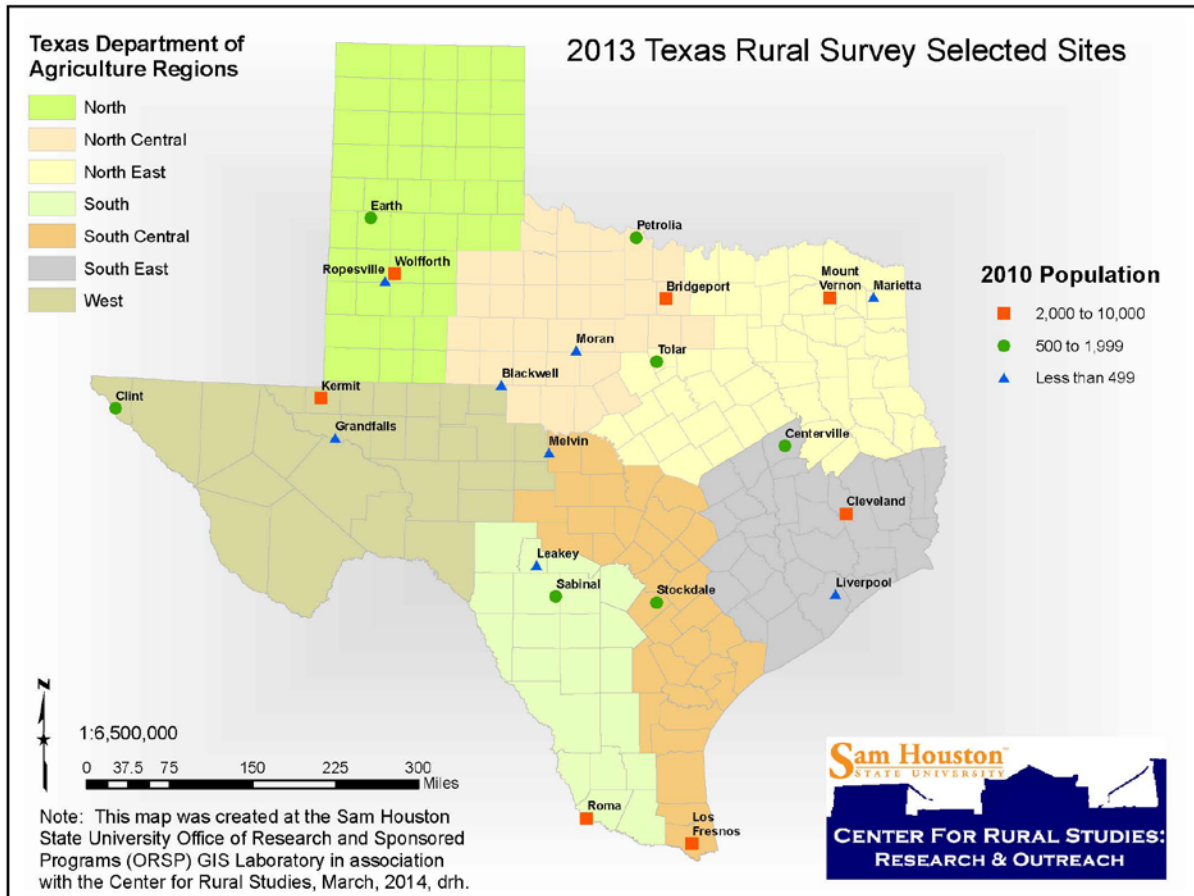 2013 Texas Rural Survey Selected Sites
Texas Department of
Agriculture Regions
North
North Central
North East
South
South Central
South East
West
2010 Population
2,000 to 10,000
500 to 1,999
Less than 499
Earth
Wolfforth
Ropesville
Petrolia
Bridgeport
Mount
Vernon
Marietta
Moran
Tolar
Blackwell
Kermit
Clint
Grandfalls
Melvin
Centerville
Cleveland
Leakey
Sabinal
Stockdale
Liverpool
Roma
Los
Fresnos
N
1:6,500,000
0 37.5 75 150 225 300
Miles
Note: This map was created at the Sam Houston
State University Office of Research and Sponsored
Programs (ORSP) GIS Laboratory in association
with the Center for Rural Studies, March, 2014, drh.
Sam Houston™
STATE UNIVERSITY
CENTER FOR RURAL STUDIES:
RESEARCH & OUTREACH